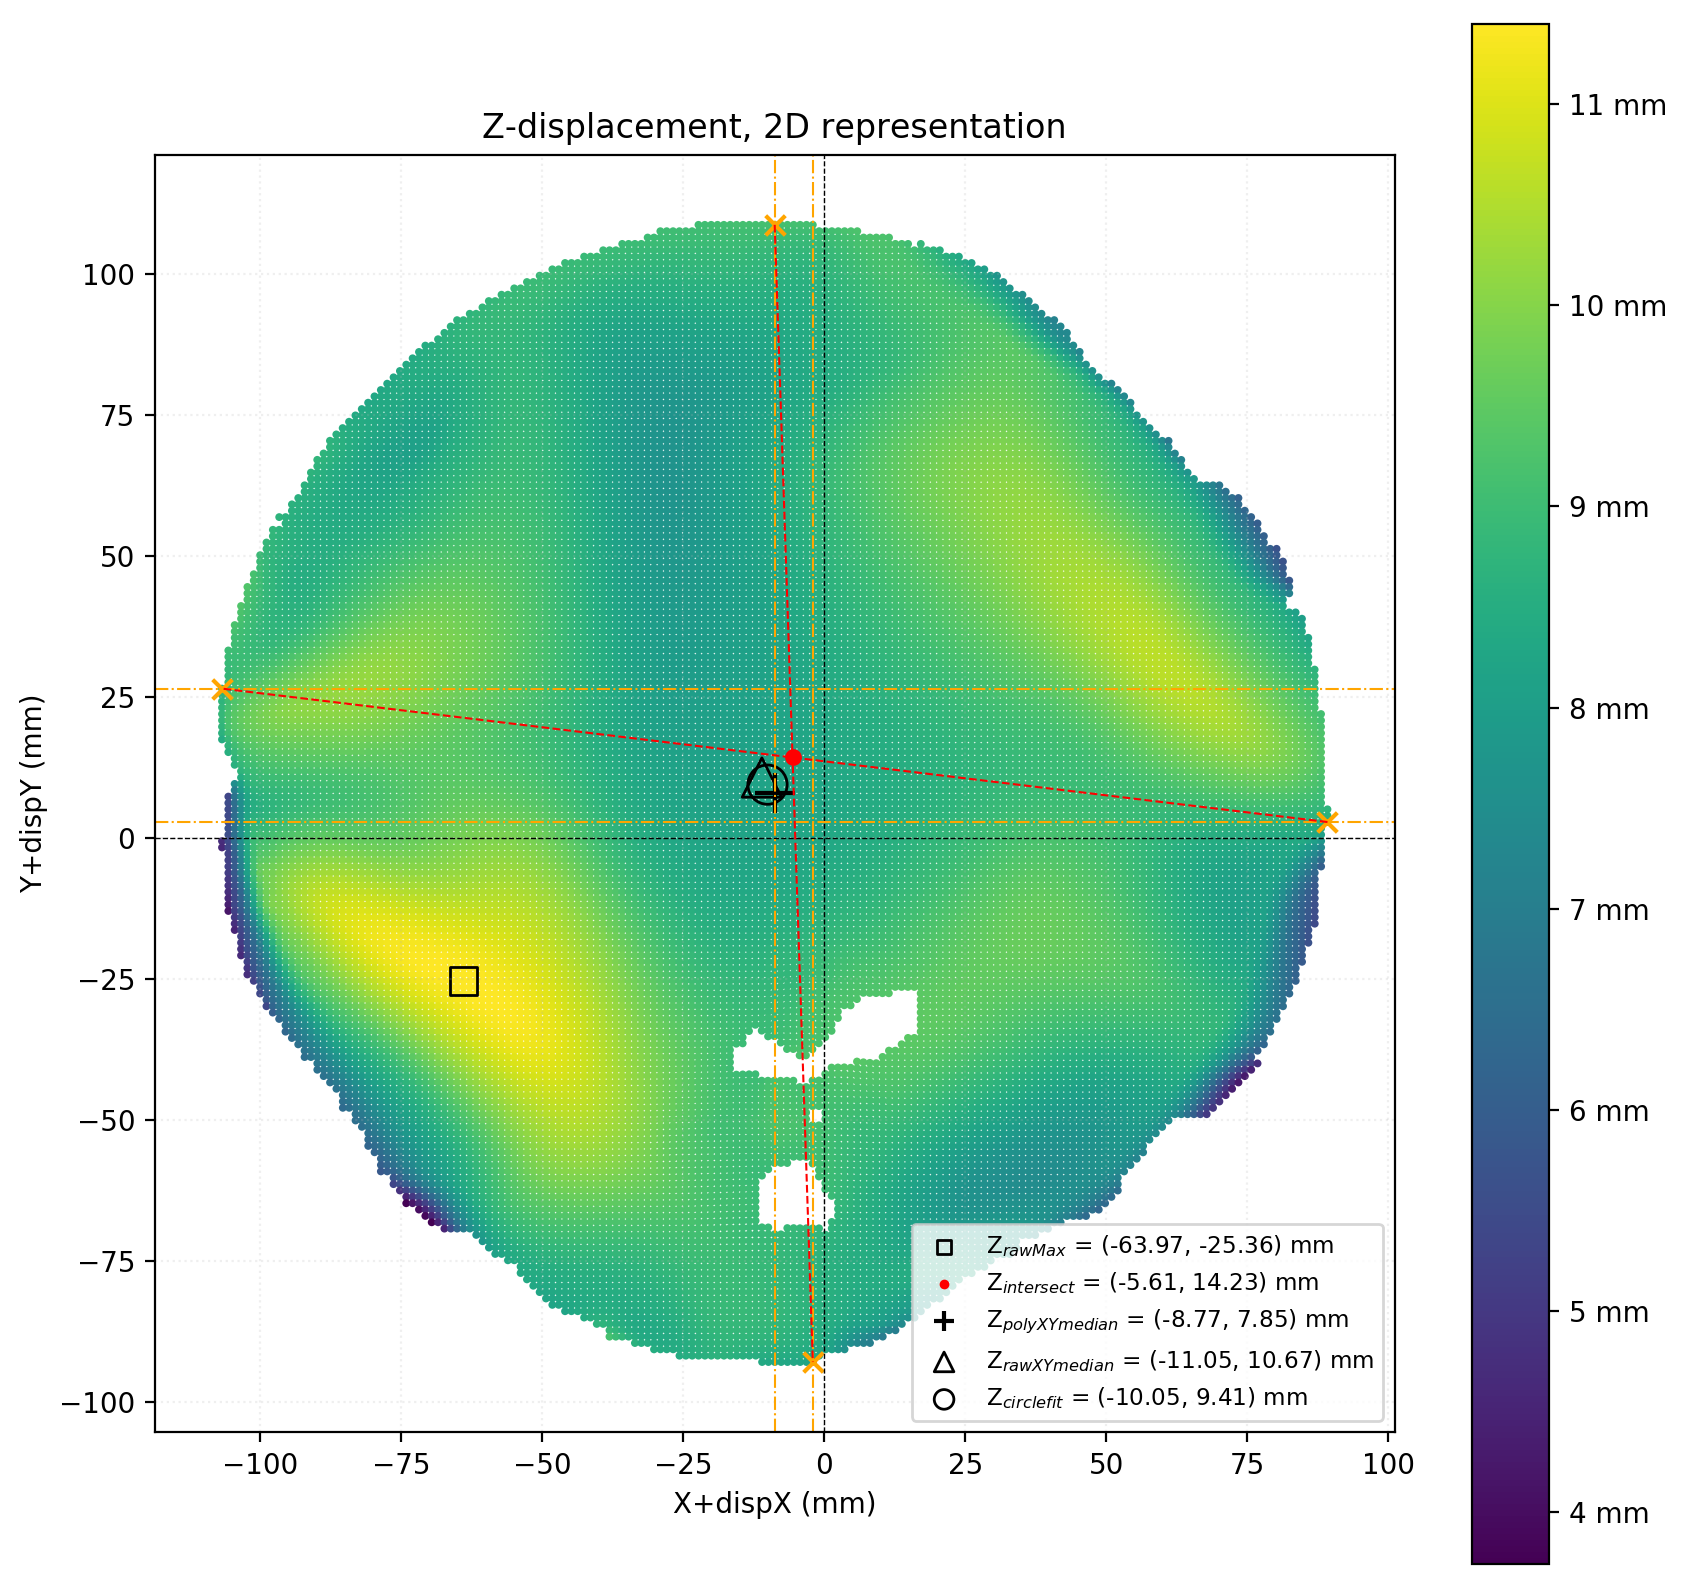 Z-displacement, 2D representation
11 mm
10 mm
9 mm
8 mm
7 mm
6 mm
5 mm
4 mm
Y+dispY (mm)
100
75
50
25
0
−25
−50
−75
−100
−100
−75
−50
−25
0
25
50
75
100
X+dispX (mm)
ZrawMax = (-63.97, -25.36) mm
Zintersect = (-5.61, 14.23) mm
ZpolyXYmedian = (-8.77, 7.85) mm
ZrawXYmedian = (-11.05, 10.67) mm
Zcirclefit = (-10.05, 9.41) mm